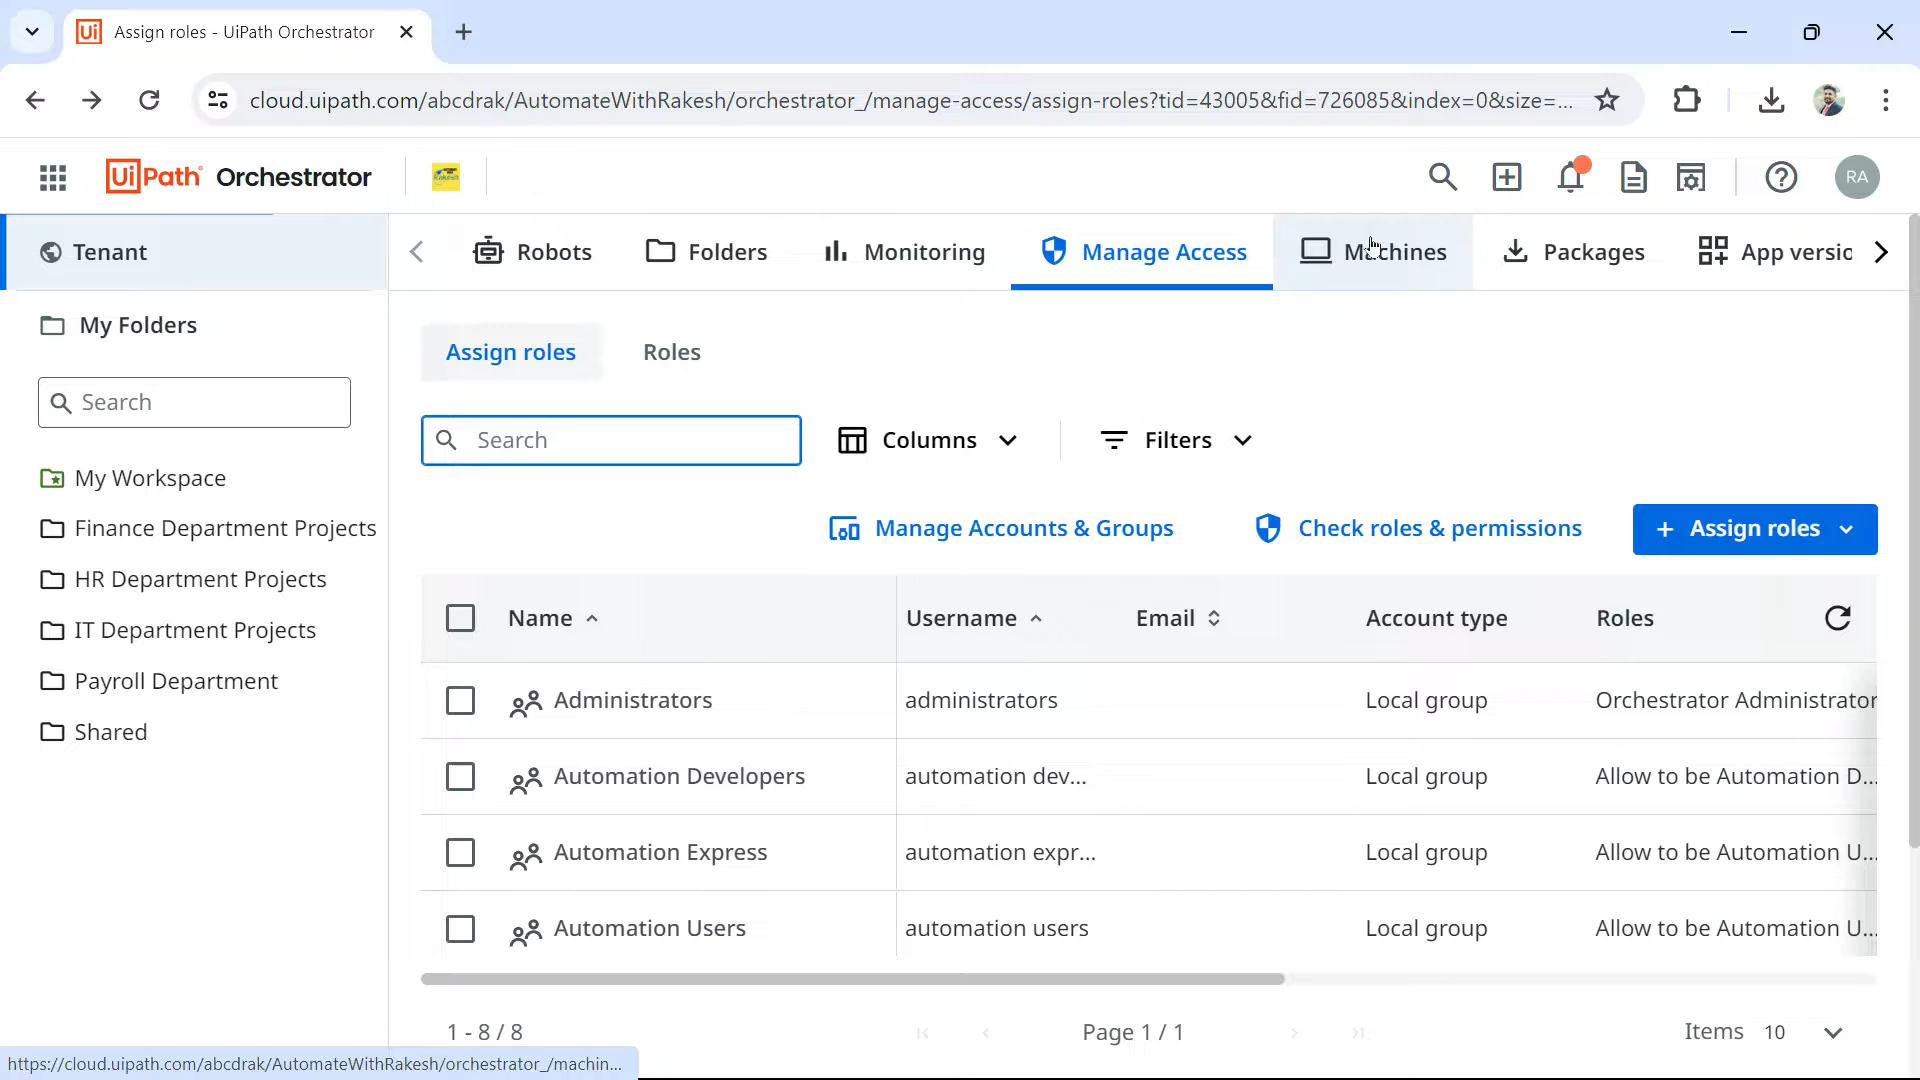 Assign roles - UiPath Orchestrator
cloud.uipath.com/abcdrak/AutomateWithRakesh/orchestrator_/manage-access/assign-roles?tid=43005&fid=726085&index=0&size=...
UiPath Orchestrator
RA
Tenant
Robots
Folders
Monitoring
Manage Access
Machines
Packages
App versio
My Folders
Search
My Workspace
Finance Department Projects
HR Department Projects
IT Department Projects
Payroll Department
Shared
Assign roles
Roles
Search
Columns
Filters
Manage Accounts & Groups
Check roles & permissions
+ Assign roles
Name
Username
Email
Account type
Roles
Administrators administrators Local group Orchestrator Administrator
Automation Developers automation dev... Local group Allow to be Automation D...
Automation Express automation expr... Local group Allow to be Automation U...
Automation Users automation users Local group Allow to be Automation U...
1 - 8 / 8
Page 1 / 1
Items 10
https://cloud.uipath.com/abcdrak/AutomateWithRakesh/orchestrator_/machin...